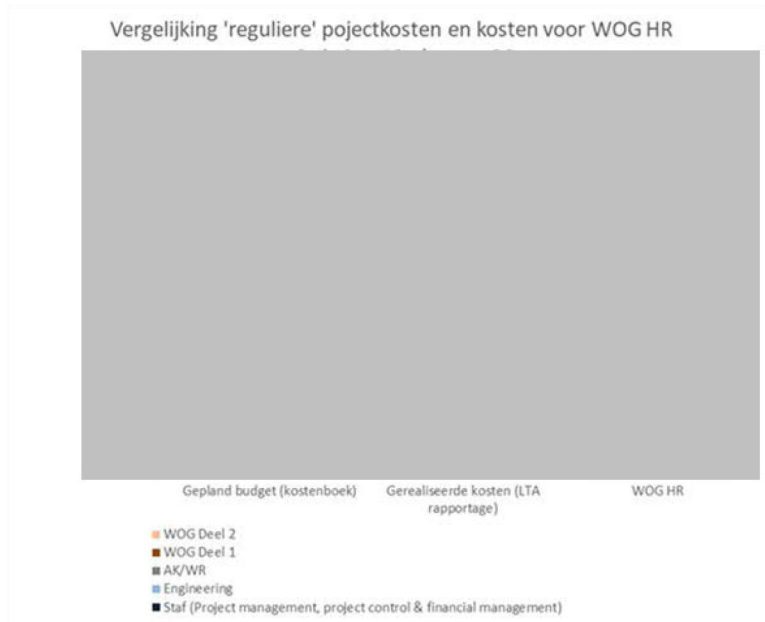 Vergelijking 'reguliere' pojectkosten en kosten voor WOG HR
Gepland budget (kostenboek)
Gerealiseerde kosten (LTA
rapportage)
WOG HR
WOG Deel 2
WOG Deel 1
AK/WR
Engineering
Staf (Project management, project control & financial management)